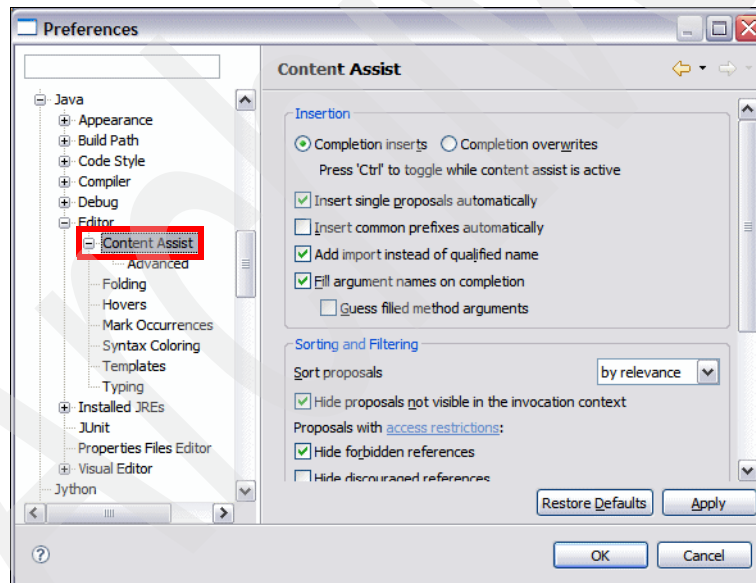 Preferences
Content Assist
Java
Appearance
Build Path
Code Style
Compiler
Debug
Editor
Content Assist
Advanced
Folding
Hovers
Mark Occurrences
Syntax Coloring
Templates
Typing
Installed JREs
JUnit
Properties Files Editor
Visual Editor
Jython
Insertion
Completion inserts Completion overwrites
Press 'Ctrl' to toggle while content assist is active
Insert single proposals automatically
Insert common prefixes automatically
Add import instead of qualified name
Fill argument names on completion
Guess filled method arguments
Sorting and Filtering
Sort proposals by relevance
Hide proposals not visible in the invocation context
Proposals with access restrictions:
Hide forbidden references
Hide discouraged references
Restore Defaults Apply
? OK Cancel